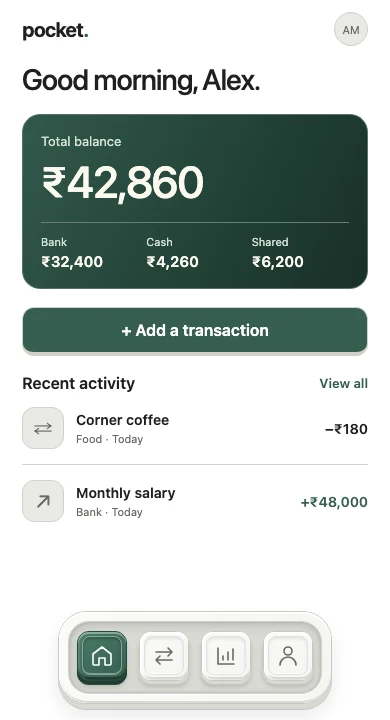 pocket.
AM
Good morning, Alex.
Total balance
₹42,860
Bank Cash Shared
₹32,400 ₹4,260 ₹6,200
+ Add a transaction
Recent activity View all
Corner coffee
Food · Today
−₹180
Monthly salary
Bank · Today
+₹48,000